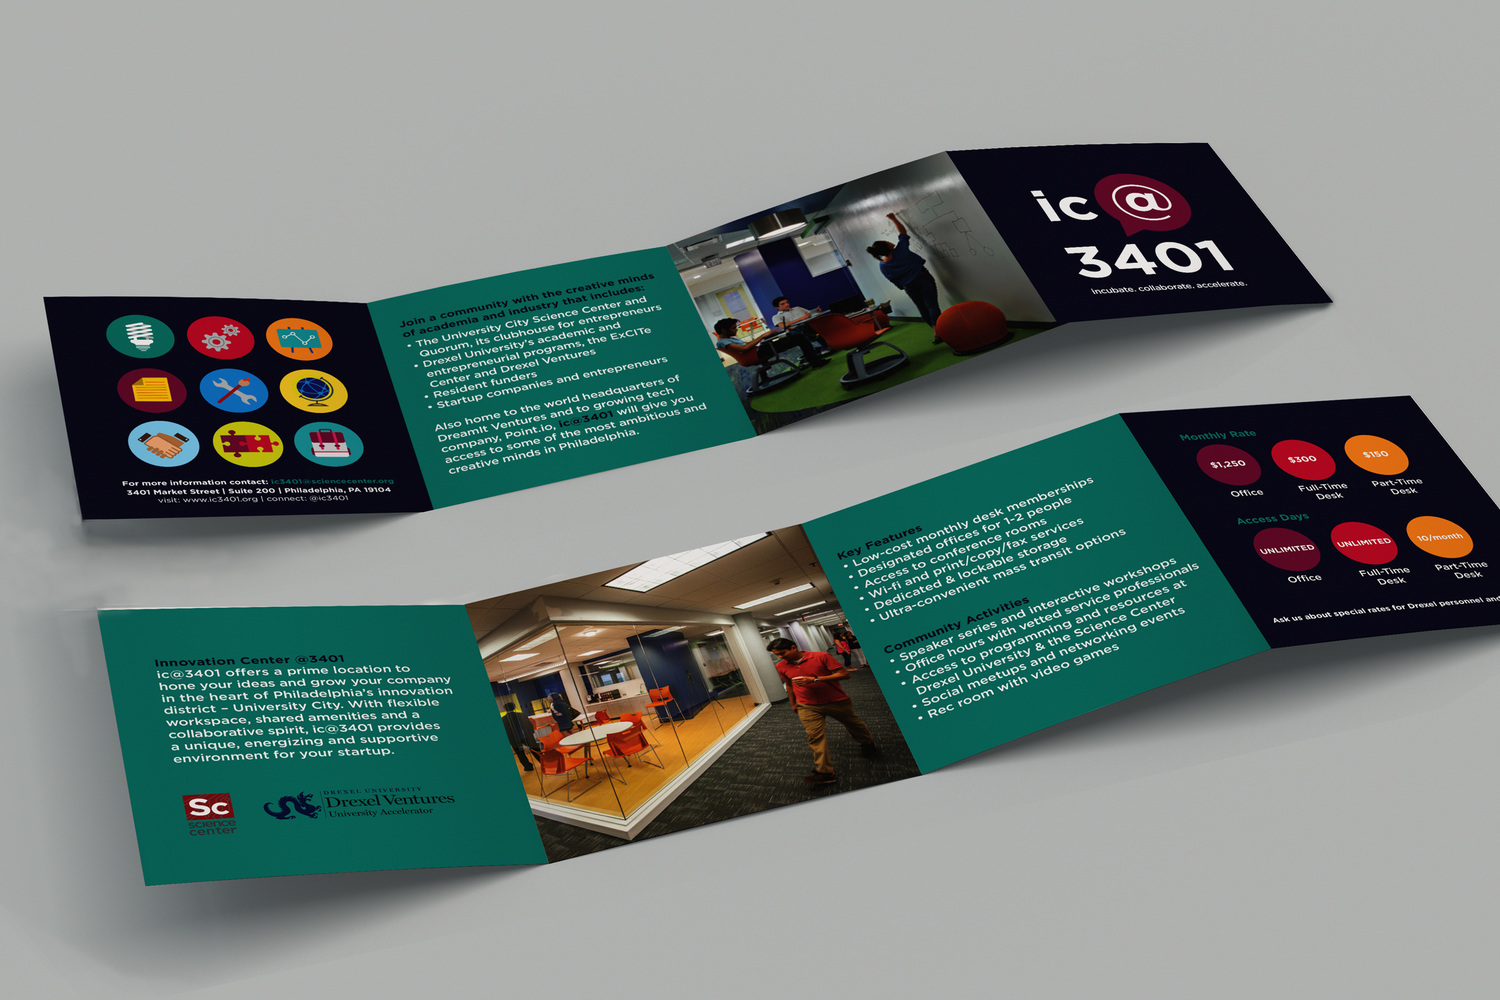 For more information contact: ic3401@sciencecenter.org
3401 Market Street | Suite 200 | Philadelphia, PA 19104
visit: www.ic3401.org | connect: @ic3401
Join a community with the creative minds
of academia and industry that includes:
• The University City Science Center and
Quorum, its clubhouse for entrepreneurs
• Drexel University's academic and
entrepreneurial programs, the ExCITe
Center and Drexel Ventures
• Resident funders
• Startup companies and entrepreneurs
Also home to the world headquarters of
DreamIt Ventures and to growing tech
company, Point.io, ic@3401 will give you
access to some of the most ambitious and
creative minds in Philadelphia.
ic@
3401
incubate. collaborate. accelerate.
Innovation Center @3401
ic@3401 offers a prime location to
hone your ideas and grow your company
in the heart of Philadelphia's innovation
district – University City. With flexible
workspace, shared amenities and a
collaborative spirit, ic@3401 provides
a unique, energizing and supportive
environment for your startup.
Sc
science
center
DREXEL UNIVERSITY
Drexel Ventures
University Accelerator
Key Features
• Low-cost monthly desk memberships
• Designated offices for 1-2 people
• Access to conference rooms
• Wi-fi and print/copy/fax services
• Dedicated & lockable storage
• Ultra-convenient mass transit options
Community Activities
• Speaker series and interactive workshops
• Office hours with vetted service professionals
• Access to programming and resources at
Drexel University & the Science Center
• Social meetups and networking events
• Rec room with video games
Monthly Rate
$1,250 $300 $150
Office Full-Time Desk Part-Time Desk
Access Days
UNLIMITED UNLIMITED 10/month
Office Full-Time Desk Part-Time Desk
Ask us about special rates for Drexel personnel and